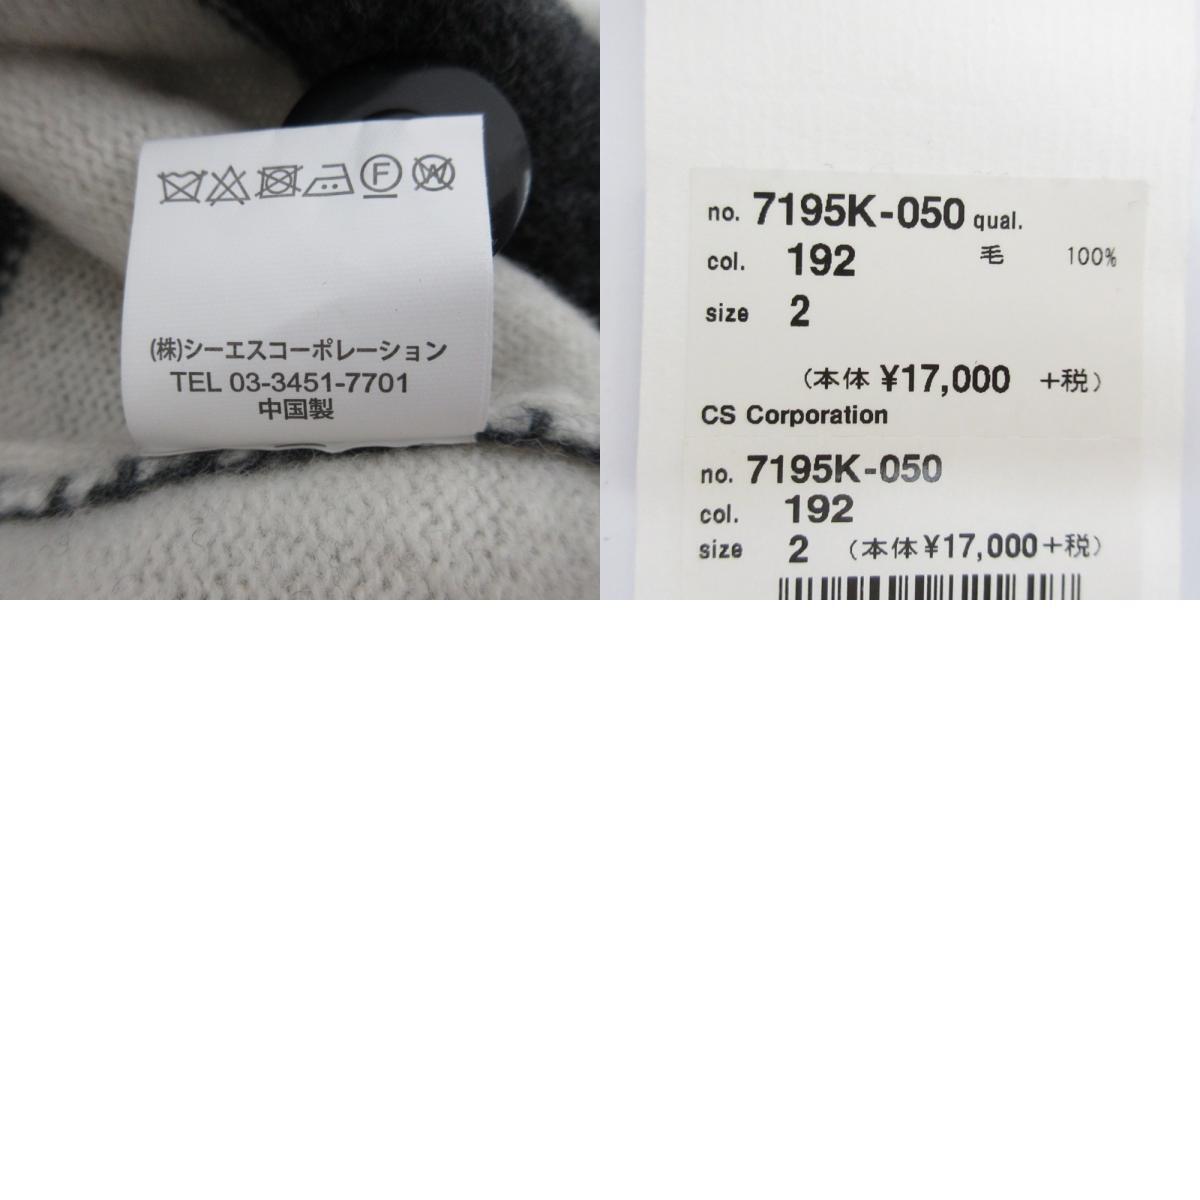 F W
(株)シーエスコーポレーション
TEL 03-3451-7701
中国製
no. 7195K-050 qual.
col. 192 毛 100%
size 2
(本体 ¥17,000 +税)
CS Corporation
no. 7195K-050
col. 192
size 2 (本体¥17,000+税)